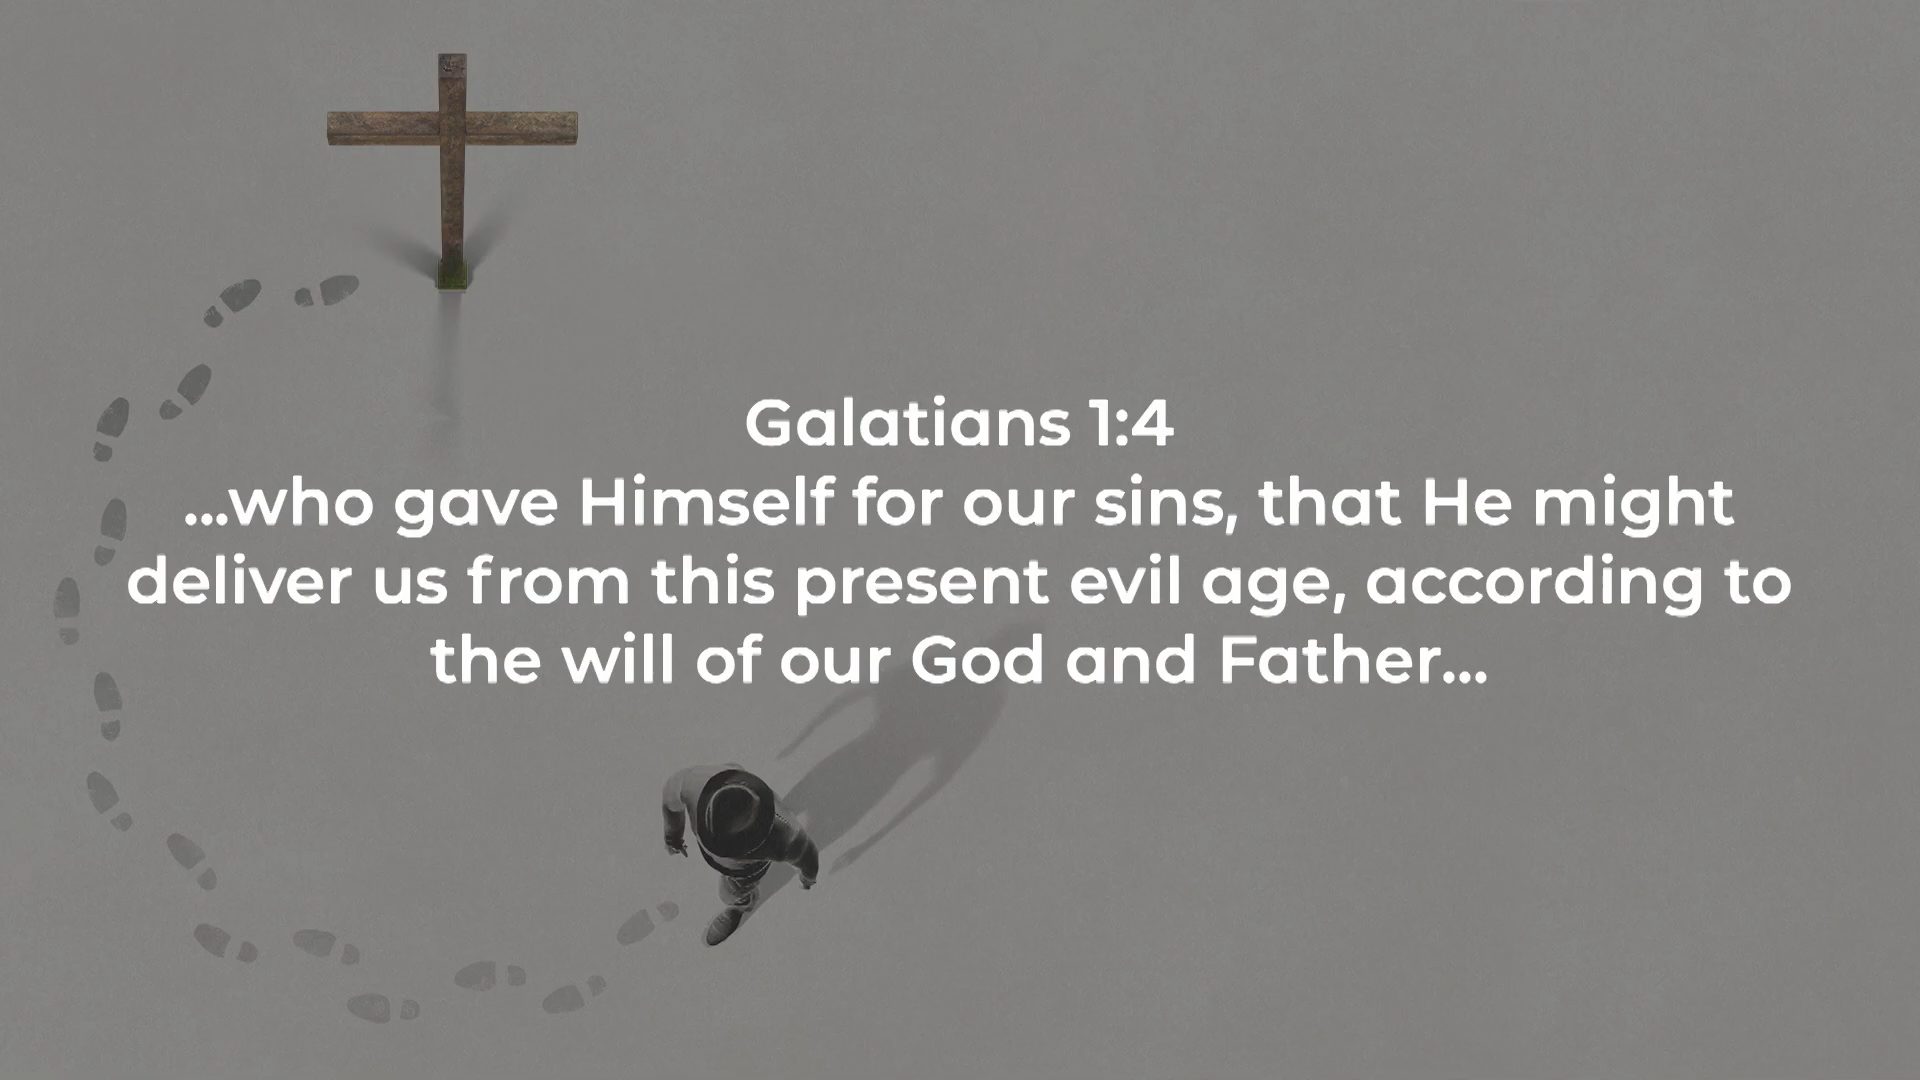 Galatians 1:4
...who gave Himself for our sins, that He might
deliver us from this present evil age, according to
the will of our God and Father...